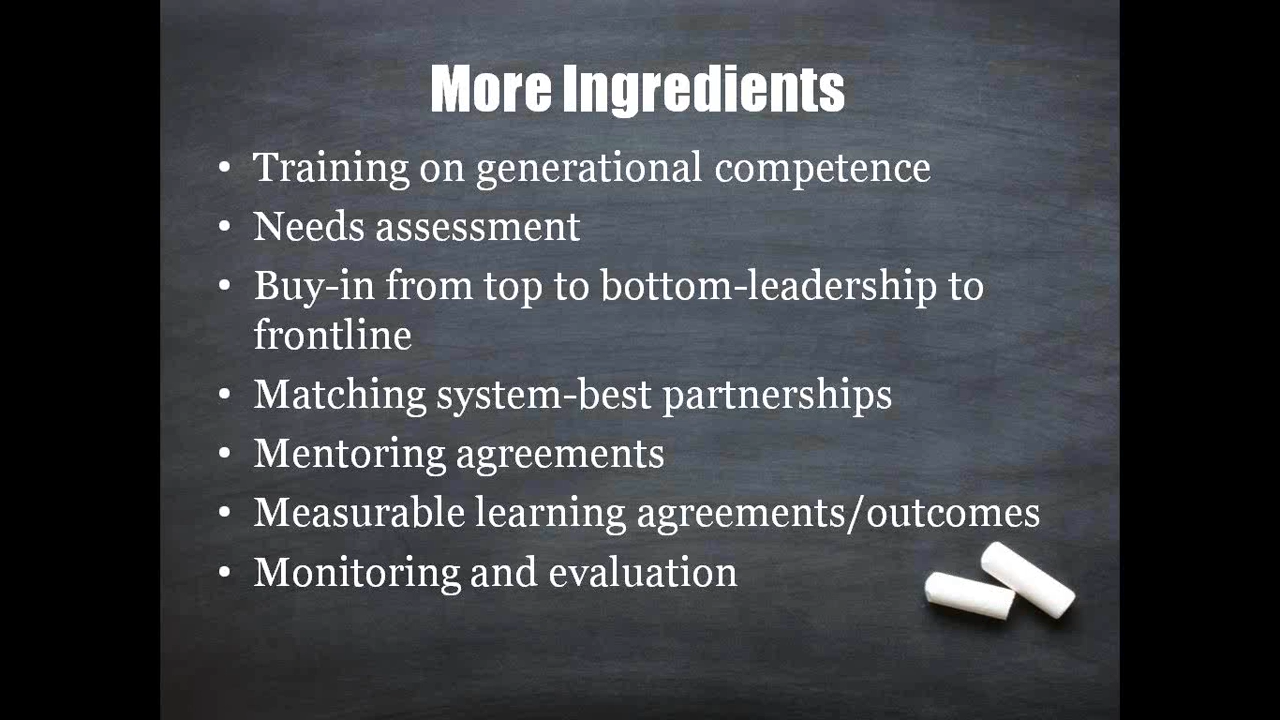 More Ingredients
• Training on generational competence
• Needs assessment
• Buy-in from top to bottom-leadership to
frontline
• Matching system-best partnerships
• Mentoring agreements
• Measurable learning agreements/outcomes
• Monitoring and evaluation